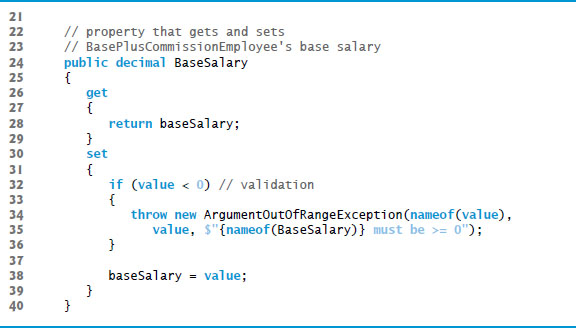 21
22 // property that gets and sets
23 // BasePlusCommissionEmployee's base salary
24 public decimal BaseSalary
25 {
26 get
27 {
28 return baseSalary;
29 }
30 set
31 {
32 if (value < 0) // validation
33 {
34 throw new ArgumentOutOfRangeException(nameof(value),
35 value, $"{nameof(BaseSalary)} must be >= 0");
36 }
37
38 baseSalary = value;
39 }
40 }